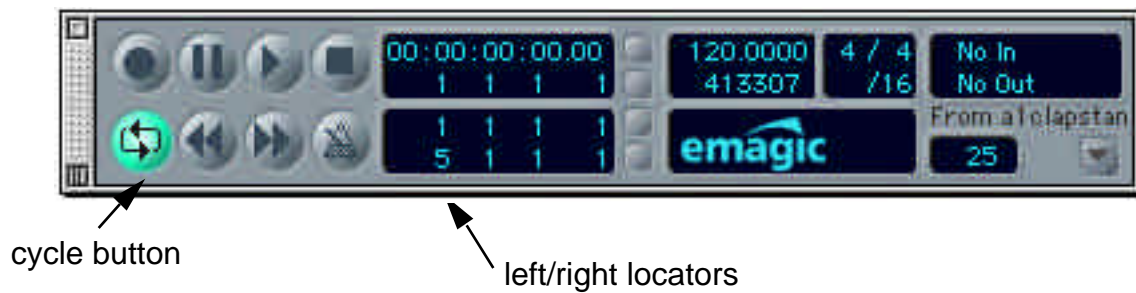 00:00:00:00.00
1 1 1 1
1 1 1 1
5 1 1 1
120.0000
413307
4 / 4
/16
No In
No Out
emagic
From a1clapstan
25
cycle button
left/right locators